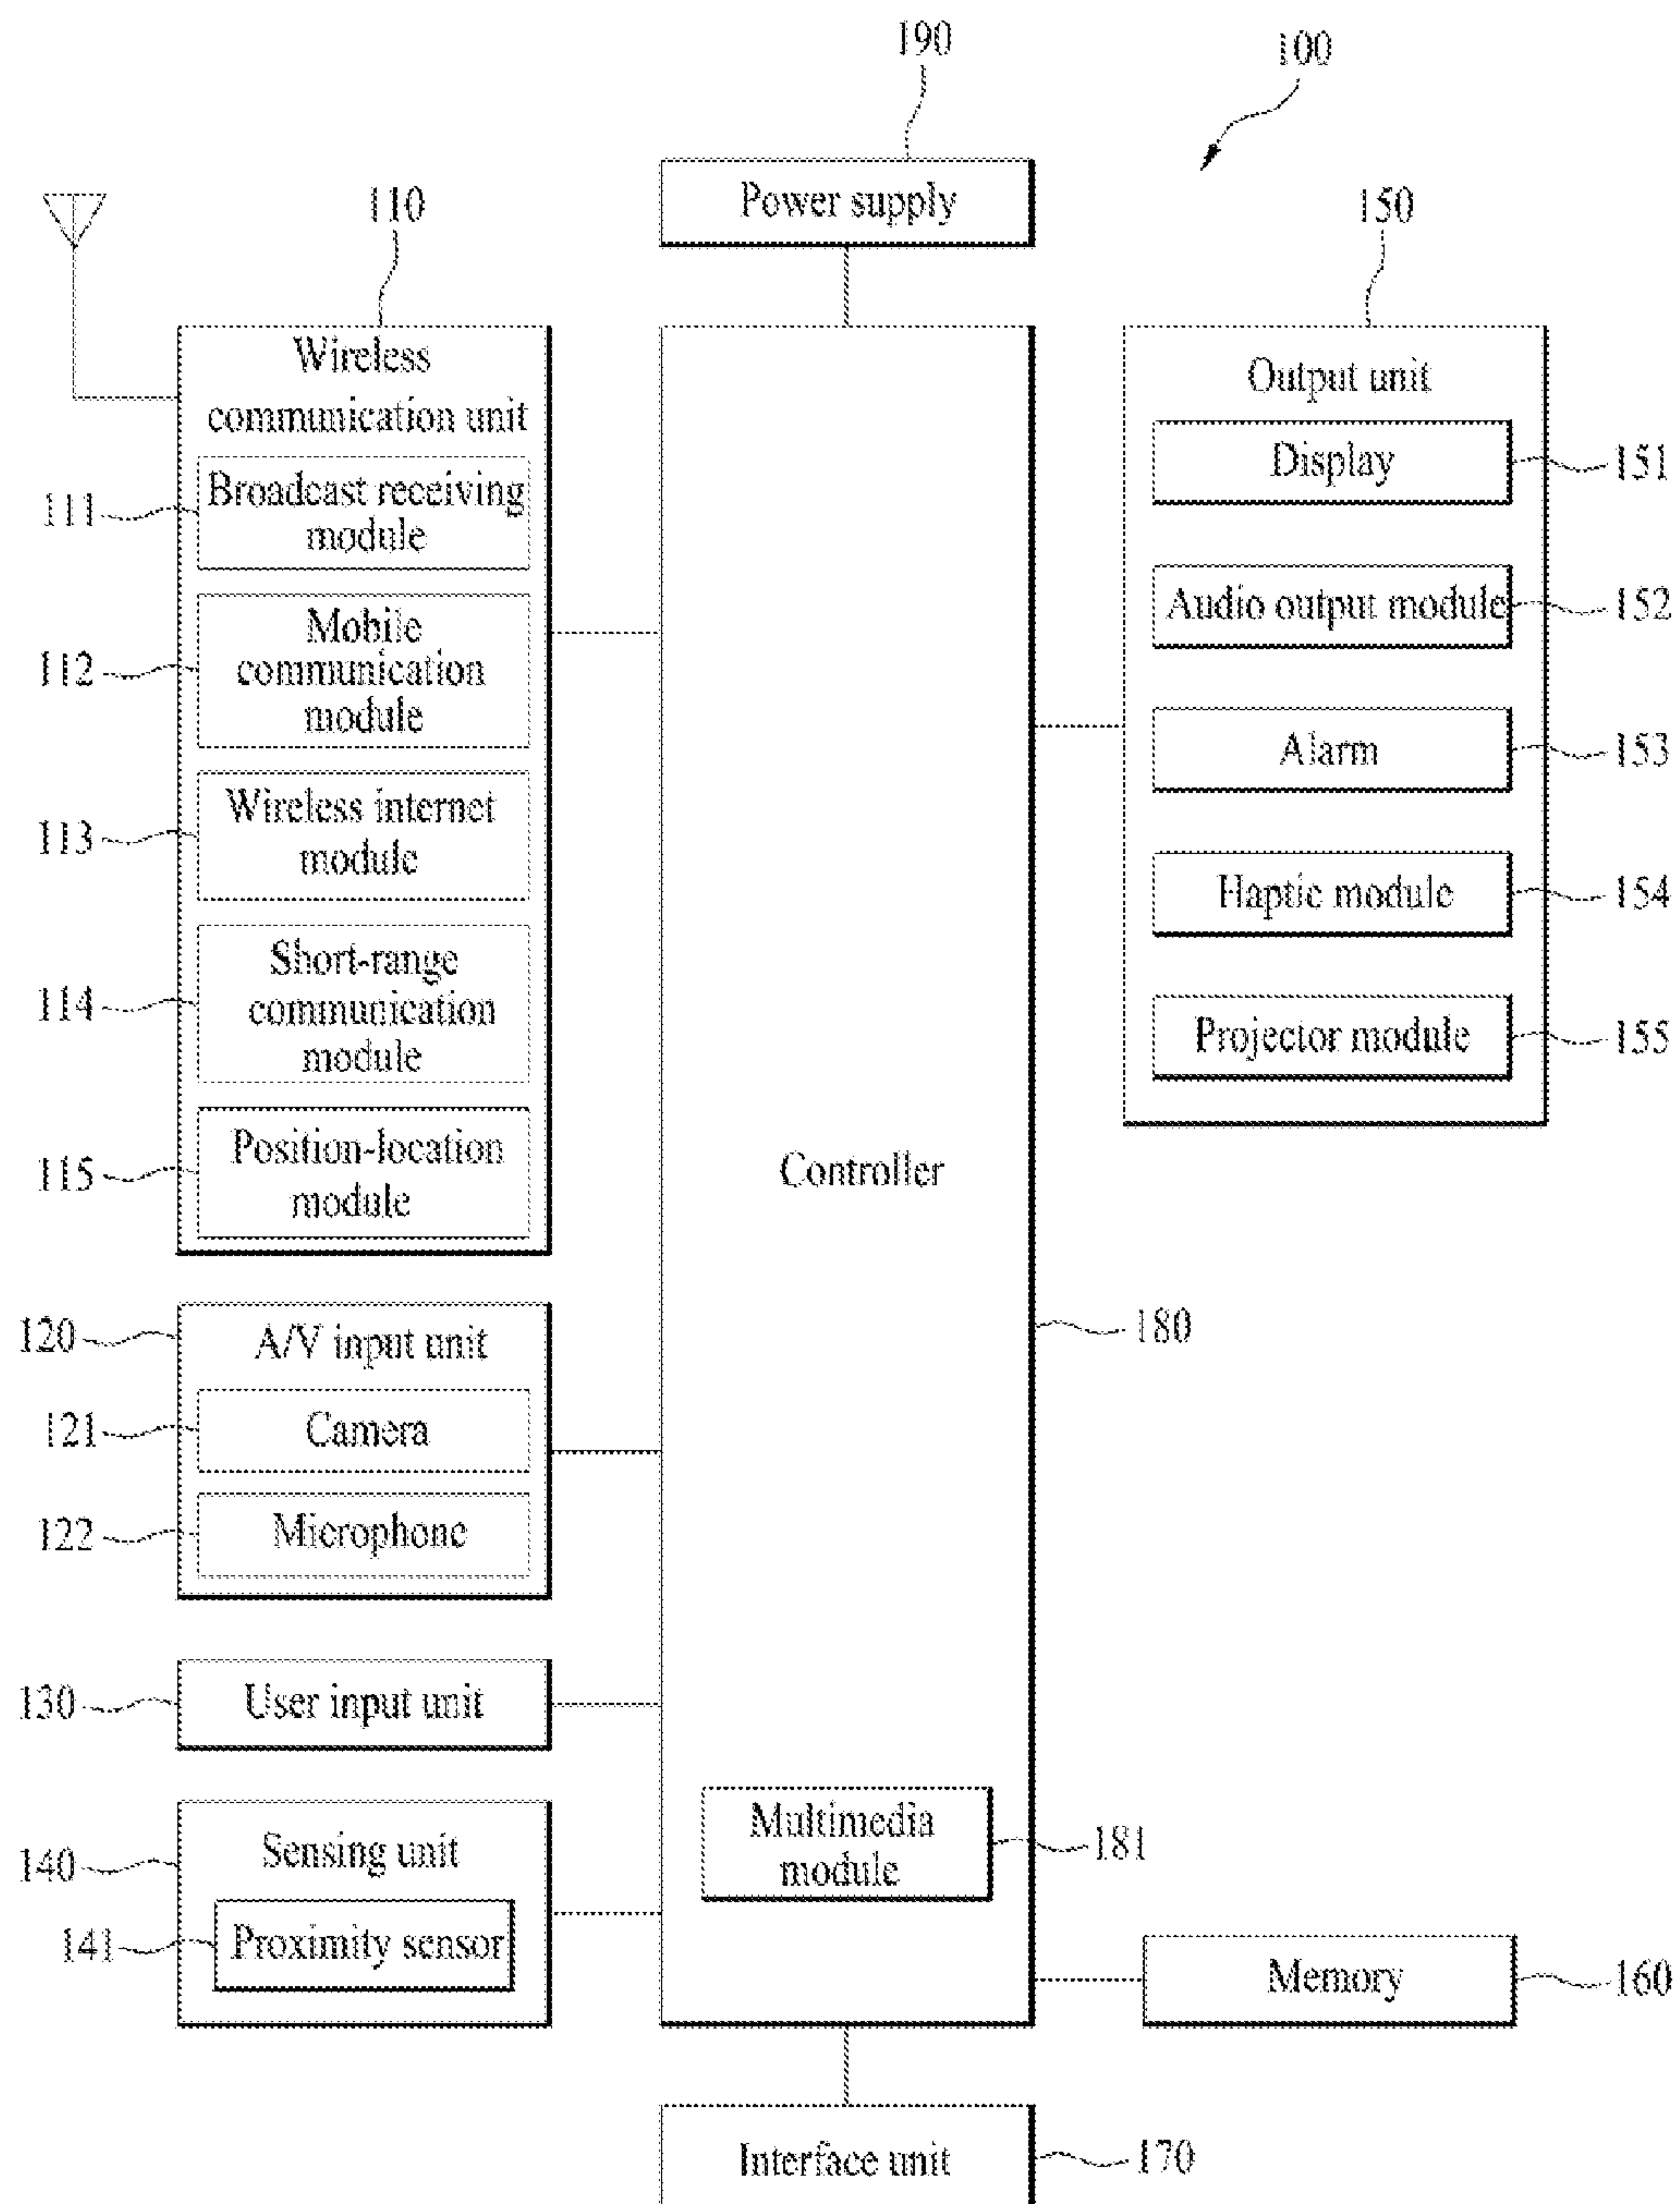 190
100
Power supply
110
150
Wireless
communication unit
Output unit
111
Broadcast receiving
module
Display
151
112
Mobile
communication
module
Audio output module
152
113
Wireless internet
module
Alarm
153
114
Short-range
communication
module
Haptic module
154
115
Position-location
module
Projector module
155
Controller
180
120
A/V input unit
121
Camera
122
Microphone
130
User input unit
Multimedia
module
181
140
Sensing unit
141
Proximity sensor
Memory
160
Interface unit
170